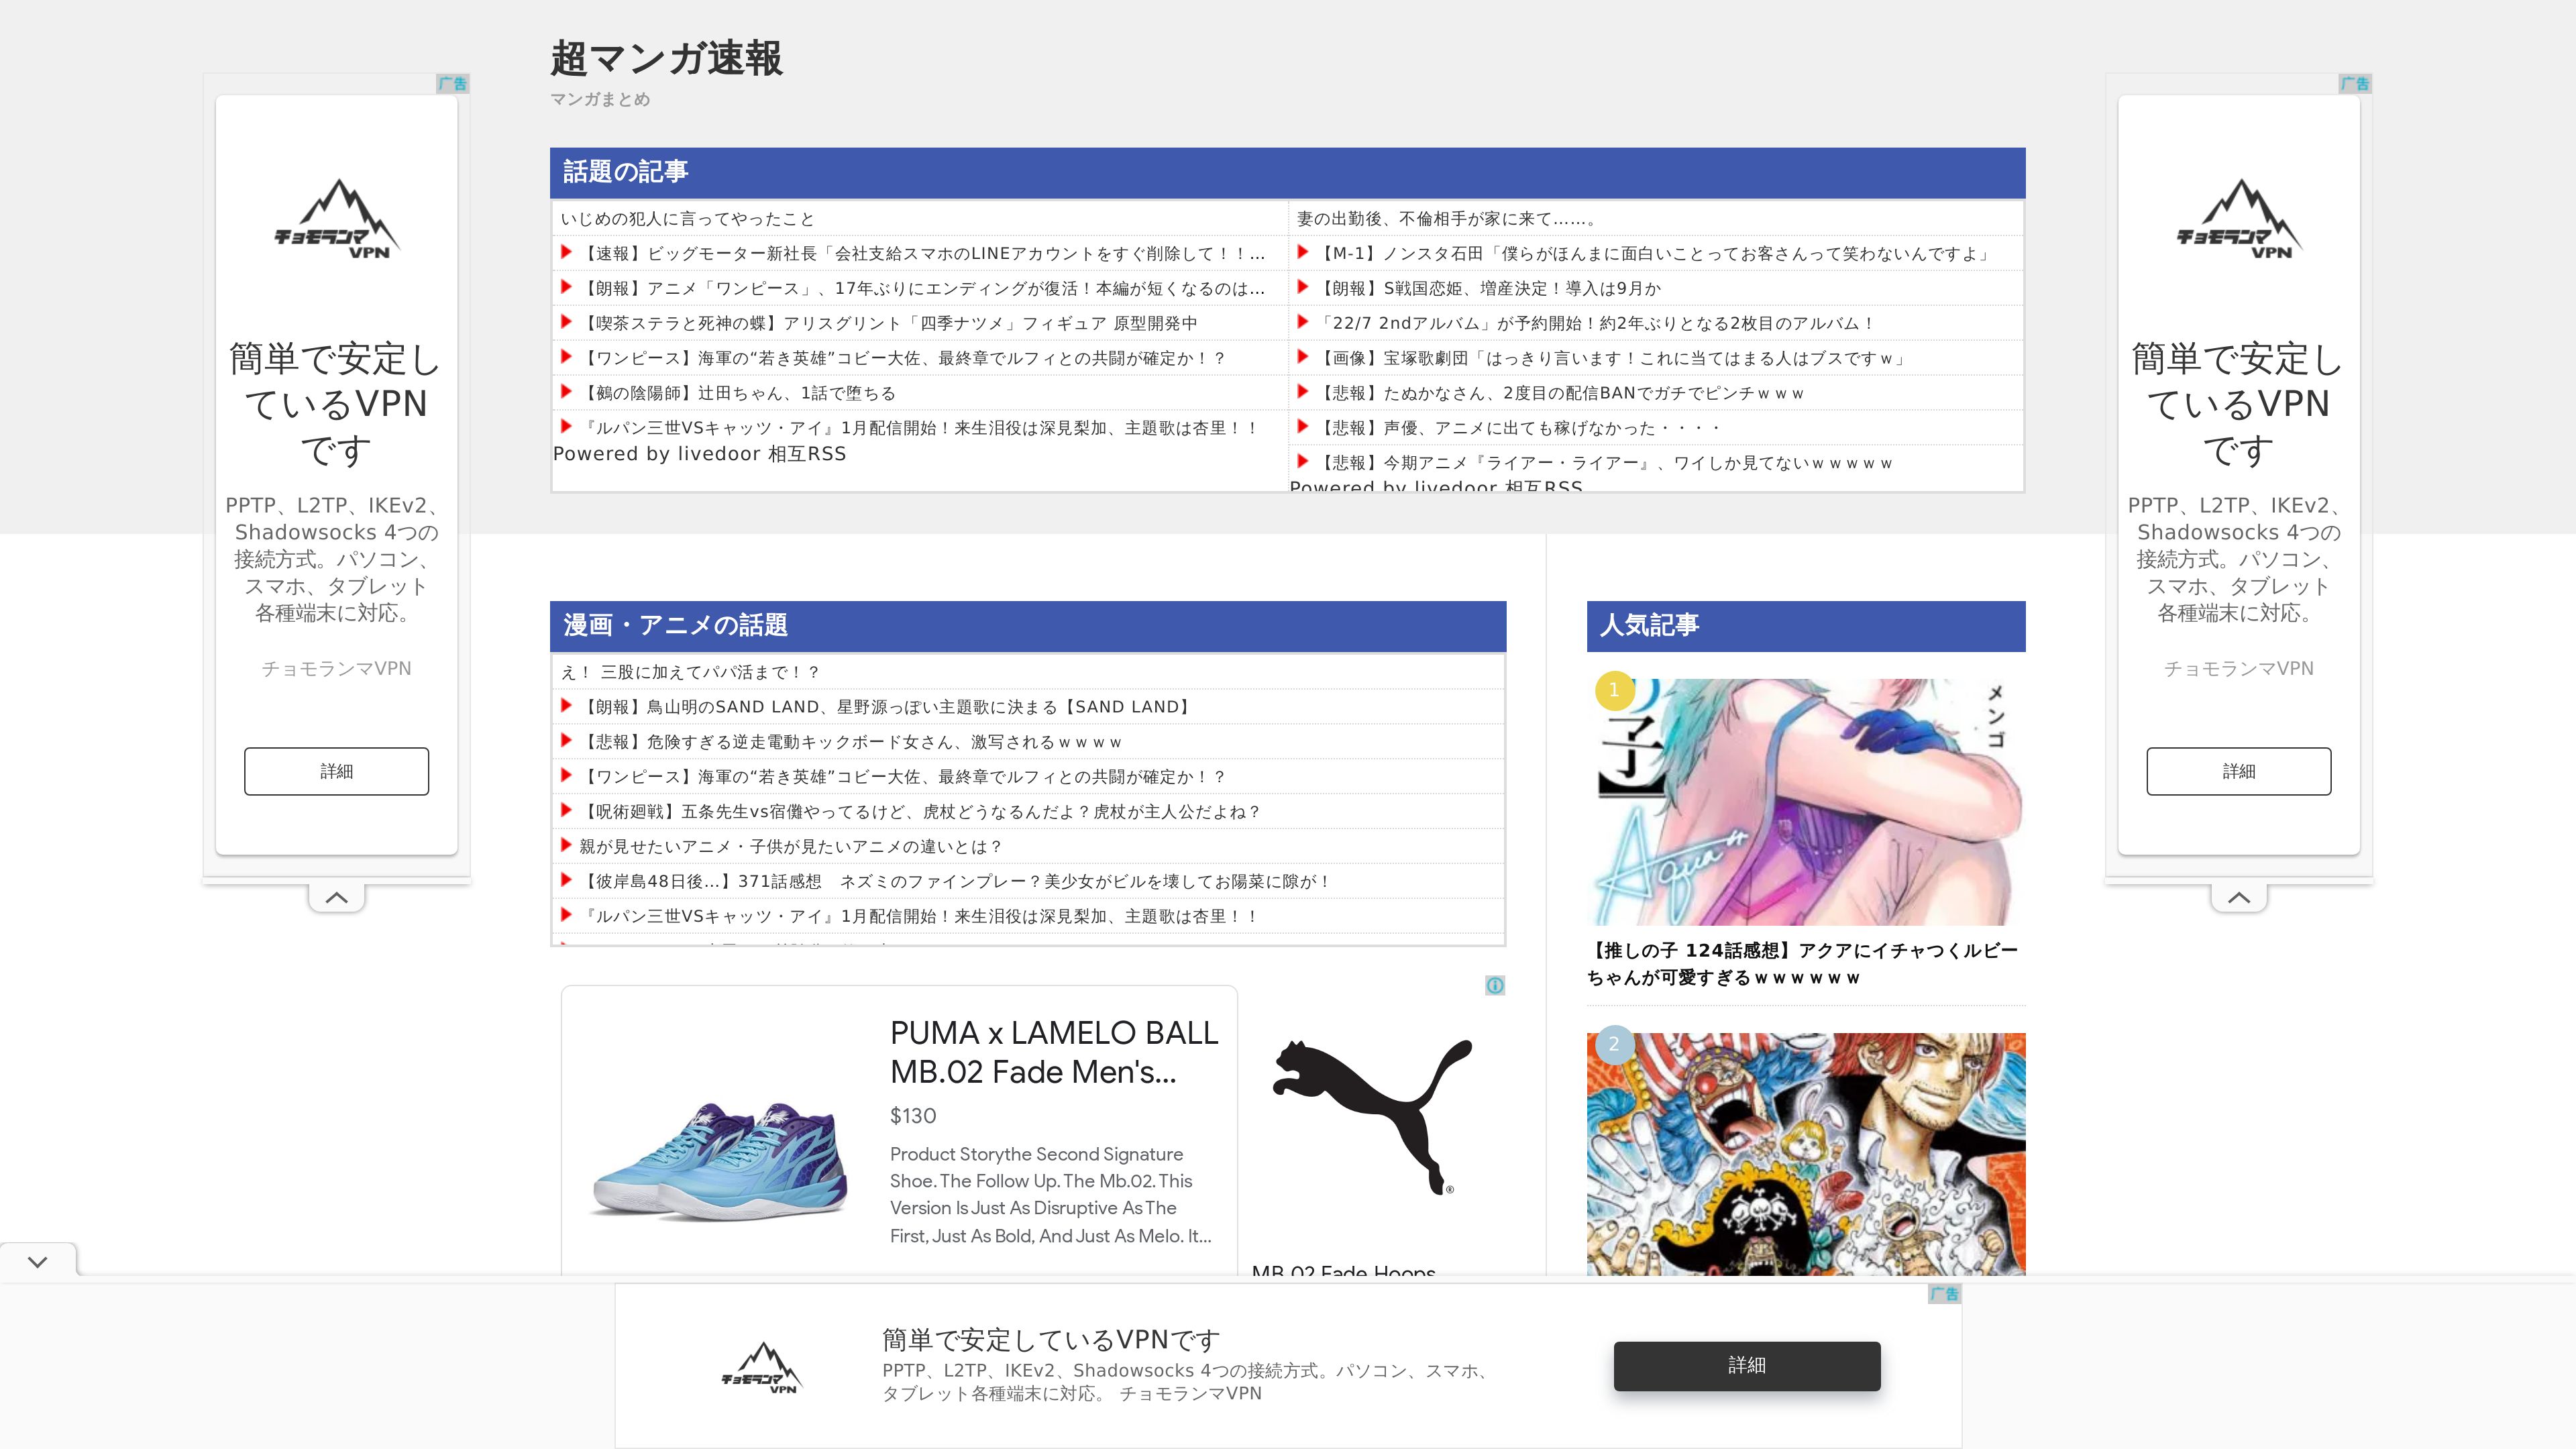 超マンガ速報
マンガまとめ
广告
チョモランマ
VPN
簡単で安定し
ているVPN
です
PPTP、L2TP、IKEv2、
Shadowsocks 4つの
接続方式。パソコン、
スマホ、タブレット
各種端末に対応。
チョモランマVPN
詳細
話題の記事
いじめの犯人に言ってやったこと
【速報】ビッグモーター新社長「会社支給スマホのLINEアカウントをすぐ削除して！！...
【朗報】アニメ「ワンピース」、17年ぶりにエンディングが復活！本編が短くなるのは...
【喫茶ステラと死神の蝶】アリスグリント「四季ナツメ」フィギュア 原型開発中
【ワンピース】海軍の“若き英雄”コビー大佐、最終章でルフィとの共闘が確定か！？
【鵺の陰陽師】辻田ちゃん、1話で堕ちる
『ルパン三世VSキャッツ・アイ』1月配信開始！来生泪役は深見梨加、主題歌は杏里！！
Powered by livedoor 相互RSS
妻の出勤後、不倫相手が家に来て……。
【M-1】ノンスタ石田「僕らがほんまに面白いことってお客さんって笑わないんですよ」
【朗報】S戦国恋姫、増産決定！導入は9月か
「22/7 2ndアルバム」が予約開始！約2年ぶりとなる2枚目のアルバム！
【画像】宝塚歌劇団「はっきり言います！これに当てはまる人はブスですｗ」
【悲報】たぬかなさん、2度目の配信BANでガチでピンチｗｗｗ
【悲報】声優、アニメに出ても稼げなかった・・・・
【悲報】今期アニメ『ライアー・ライアー』、ワイしか見てないｗｗｗｗｗ
Powered by livedoor 相互RSS
广告
チョモランマ
VPN
簡単で安定し
ているVPN
です
PPTP、L2TP、IKEv2、
Shadowsocks 4つの
接続方式。パソコン、
スマホ、タブレット
各種端末に対応。
チョモランマVPN
詳細
漫画・アニメの話題
え！ 三股に加えてパパ活まで！？
【朗報】鳥山明のSAND LAND、星野源っぽい主題歌に決まる【SAND LAND】
【悲報】危険すぎる逆走電動キックボード女さん、激写されるｗｗｗｗ
【ワンピース】海軍の“若き英雄”コビー大佐、最終章でルフィとの共闘が確定か！？
【呪術廻戦】五条先生vs宿儺やってるけど、虎杖どうなるんだよ？虎杖が主人公だよね？
親が見せたいアニメ・子供が見たいアニメの違いとは？
【彼岸島48日後…】371話感想　ネズミのファインプレー？美少女がビルを壊してお陽菜に隙が！
『ルパン三世VSキャッツ・アイ』1月配信開始！来生泪役は深見梨加、主題歌は杏里！！
PUMA x LAMELO BALL
MB.02 Fade Men's...
$130
Product Storythe Second Signature
Shoe. The Follow Up. The Mb.02. This
Version Is Just As Disruptive As The
First, Just As Bold, And Just As Melo. It...
MB.02 Fade Hoops
人気記事
1
メンゴ
子】
Aqua
【推しの子 124話感想】アクアにイチャつくルビー
ちゃんが可愛すぎるｗｗｗｗｗｗ
2
广告
チョモランマ
VPN
簡単で安定しているVPNです
PPTP、L2TP、IKEv2、Shadowsocks 4つの接続方式。パソコン、スマホ、
タブレット各種端末に対応。 チョモランマVPN
詳細